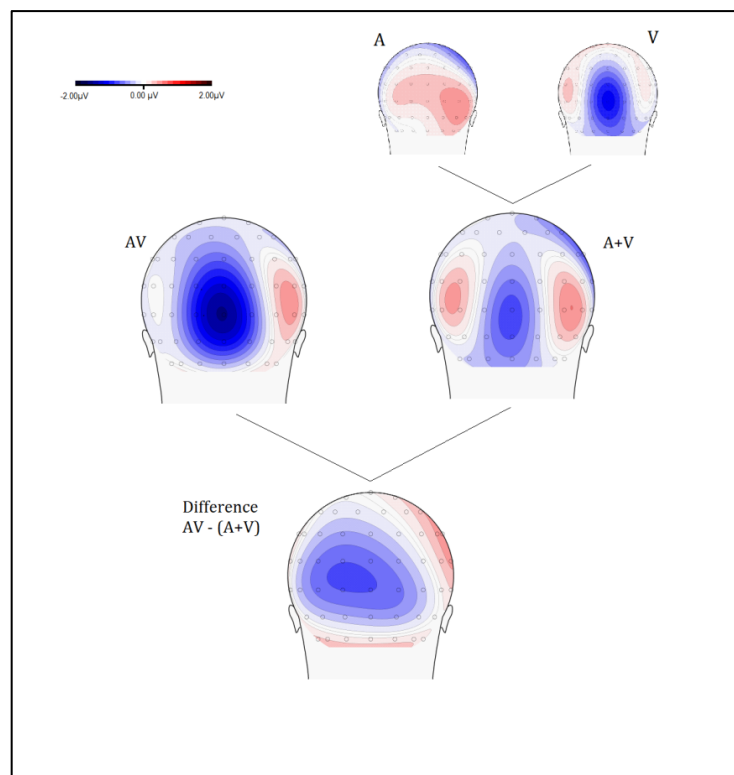 A
V
-2.00µV 0.00 µV 2.00µV
AV
A+V
Difference
AV - (A+V)